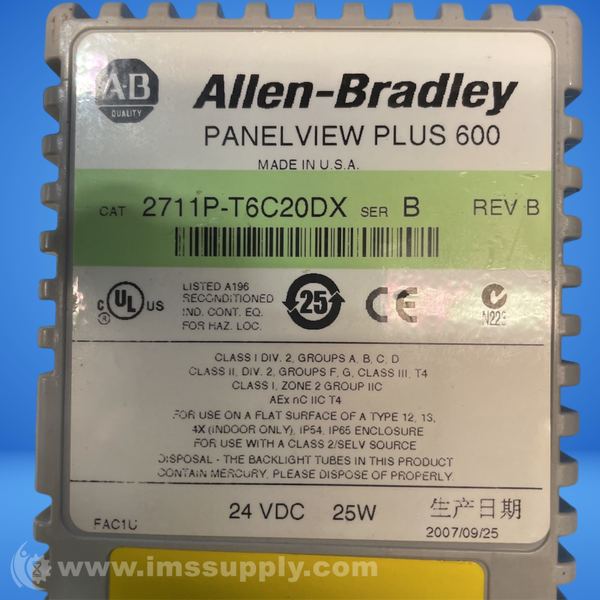 AB
QUALITY
Allen-Bradley
PANELVIEW PLUS 600
MADE IN U.S.A.
CAT 2711P-T6C20DX SER B REV B
C UL US
®
LISTED A196
RECONDITIONED
IND. CONT. EQ.
FOR HAZ. LOC.
25
CE
N223
CLASS I DIV. 2, GROUPS A, B, C, D
CLASS II, DIV. 2, GROUPS F, G, CLASS III, T4
CLASS I, ZONE 2 GROUP IIC
AEx nC IIC T4
FOR USE ON A FLAT SURFACE OF A TYPE 12, 13,
4X (INDOOR ONLY), IP54, IP65 ENCLOSURE
FOR USE WITH A CLASS 2/SELV SOURCE
DISPOSAL - THE BACKLIGHT TUBES IN THIS PRODUCT
CONTAIN MERCURY, PLEASE DISPOSE OF PROPERLY.
FAC1U
24 VDC 25W
生产日期
2007/09/25
www.imssupply.com